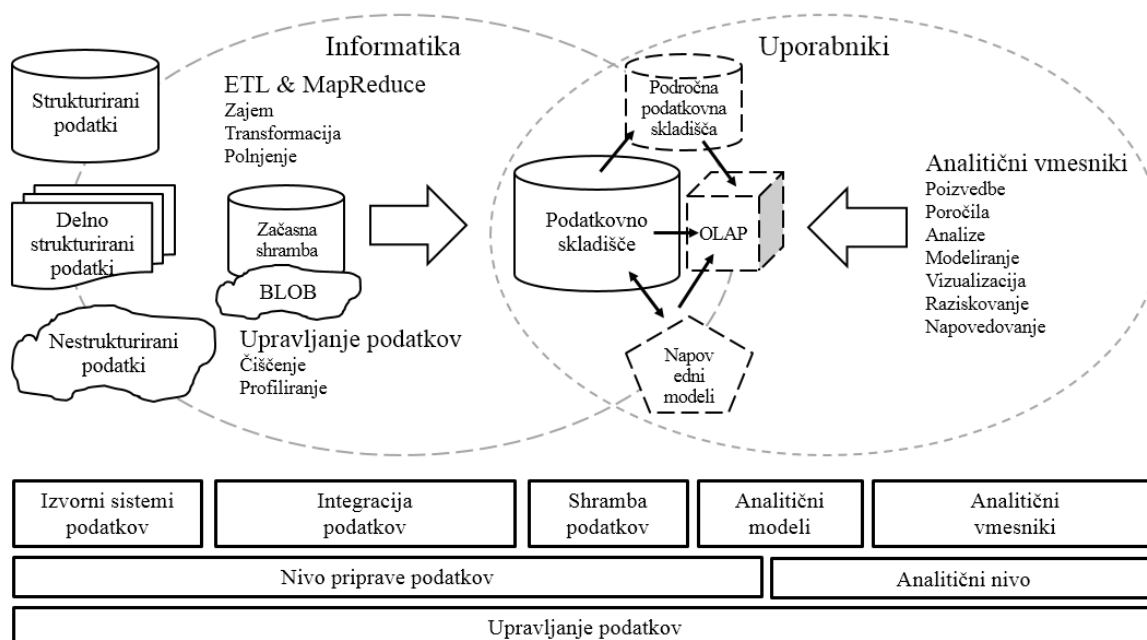 Informatika
Uporabniki
Strukturirani
podatki
ETL & MapReduce
Zajem
Transformacija
Polnjenje
Delno
strukturirani
podatki
Začasna
shramba
BLOB
Nestrukturirani
podatki
Upravljanje podatkov
Čiščenje
Profiliranje
Področna
podatkovna
skladišča
Podatkovno
skladišče
OLAP
Napov
edni
modeli
Analitični vmesniki
Poizvedbe
Poročila
Analize
Modeliranje
Vizualizacija
Raziskovanje
Napovedovanje
Izvorni sistemi
podatkov
Integracija
podatkov
Shramba
podatkov
Analitični
modeli
Analitični
vmesniki
Nivo priprave podatkov
Analitični nivo
Upravljanje podatkov